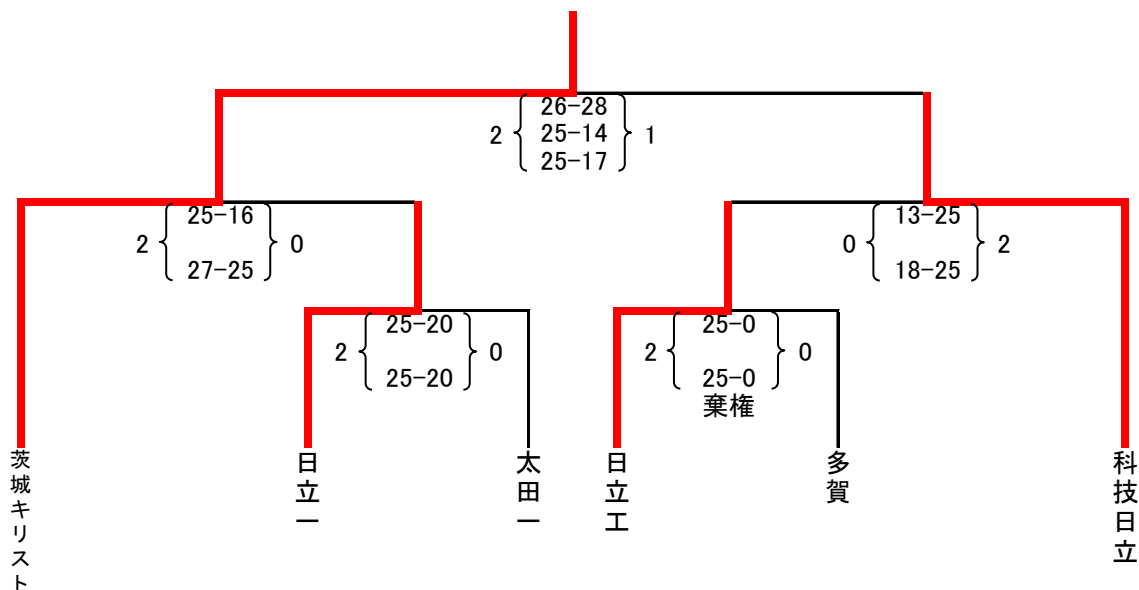 26-28
2 { 25-14 } 1
25-17
25-16
2 { } 0
27-25
13-25
0 { } 2
18-25
25-20
2 { } 0
25-20
25-0
2 { } 0
25-0
棄権
茨城キリスト
日立一
太田一
日立工
多賀
科技日立